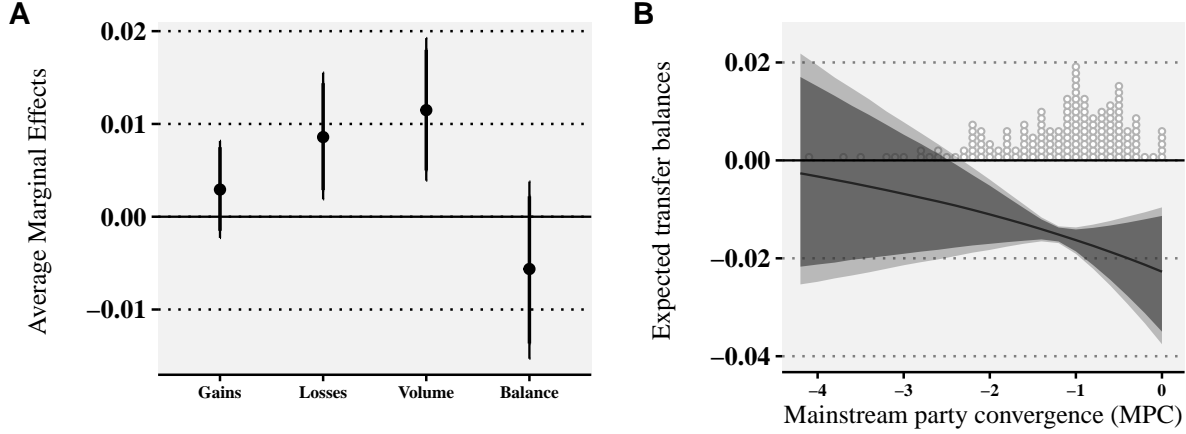 A
Average Marginal Effects
0.02
0.01
0.00
−0.01
Gains Losses Volume Balance
B
Expected transfer balances
0.02
0.00
−0.02
−0.04
−4 −3 −2 −1 0
Mainstream party convergence (MPC)